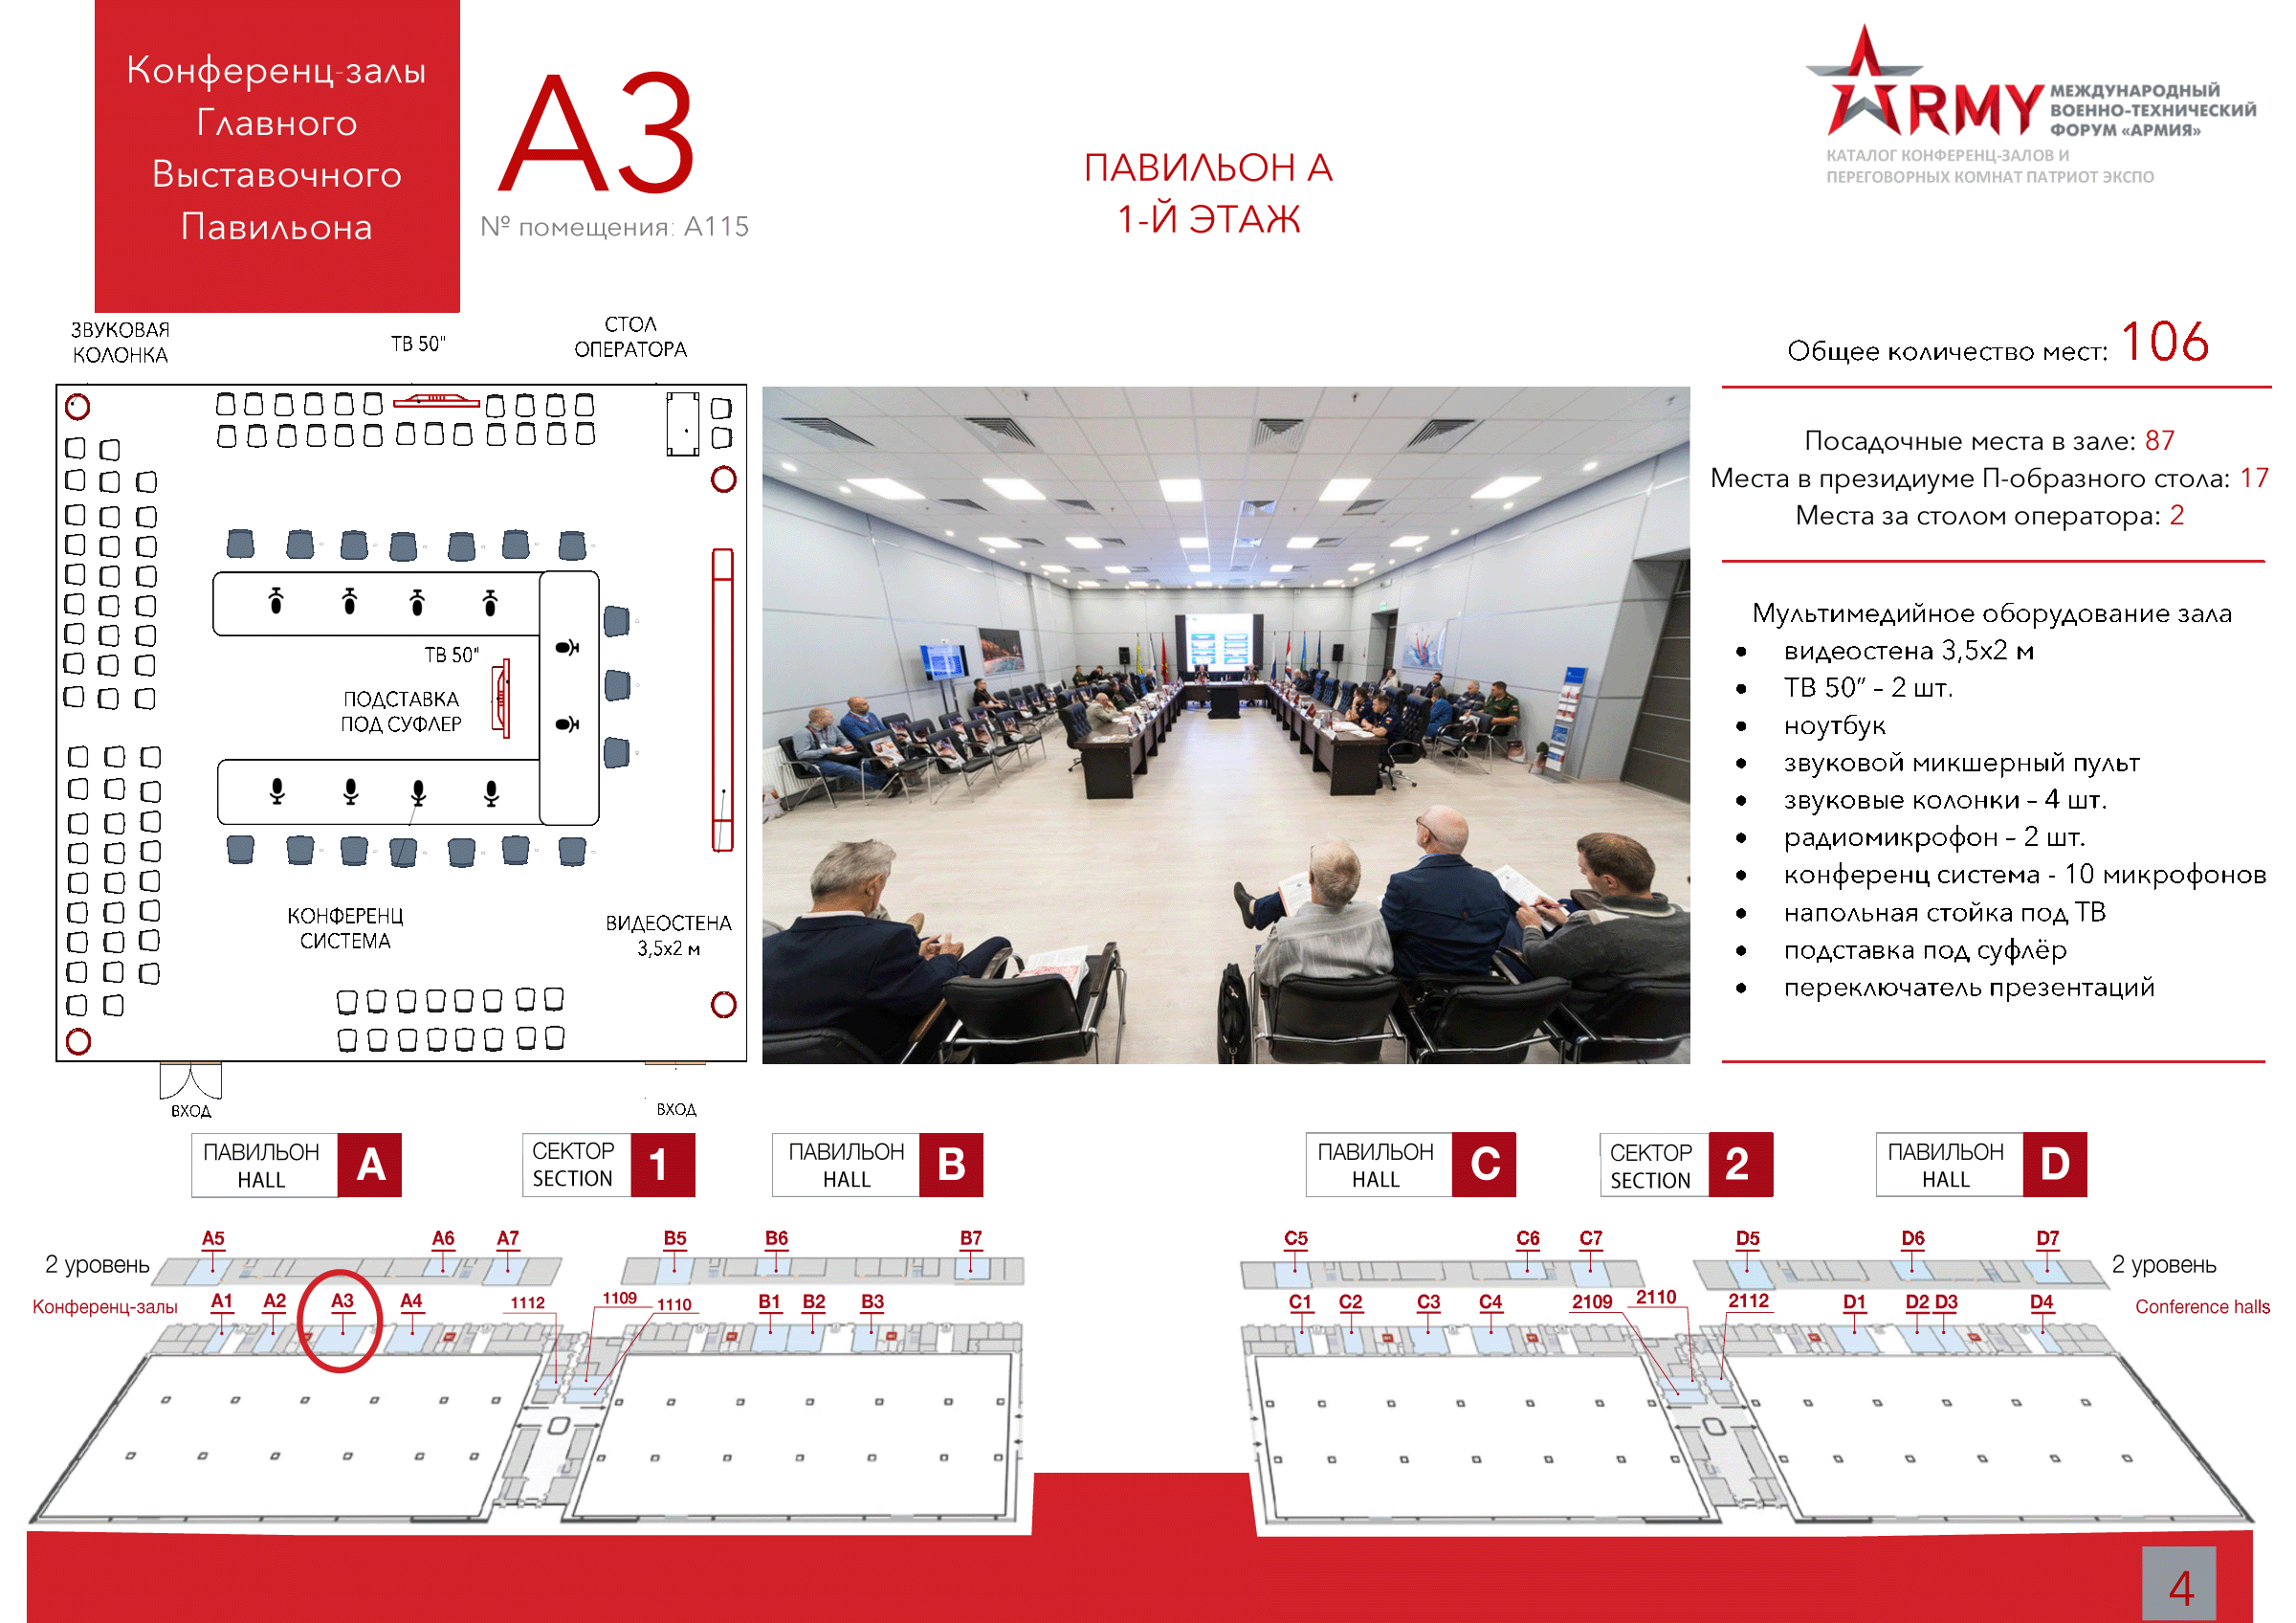 Конференц-залы
Главного
Выставочного
Павильона
А3
№ помещения: А115
ПАВИЛЬОН А
1-Й ЭТАЖ
ARMY
МЕЖДУНАРОДНЫЙ
ВОЕННО-ТЕХНИЧЕСКИЙ
ФОРУМ «АРМИЯ»
КАТАЛОГ КОНФЕРЕНЦ-ЗАЛОВ И
ПЕРЕГОВОРНЫХ КОМНАТ ПАТРИОТ ЭКСПО
ЗВУКОВАЯ
КОЛОНКА
ТВ 50"
СТОЛ
ОПЕРАТОРА
ТВ 50"
ПОДСТАВКА
ПОД СУФЛЕР
КОНФЕРЕНЦ
СИСТЕМА
ВИДЕОСТЕНА
3,5х2 м
ВХОД
ВХОД
Общее количество мест: 106
Посадочные места в зале: 87
Места в президиуме П-образного стола: 17
Места за столом оператора: 2
Мультимедийное оборудование зала
• видеостена 3,5х2 м
• ТВ 50” – 2 шт.
• ноутбук
• звуковой микшерный пульт
• звуковые колонки – 4 шт.
• радиомикрофон – 2 шт.
• конференц система - 10 микрофонов
• напольная стойка под ТВ
• подставка под суфлёр
• переключатель презентаций
ПАВИЛЬОН
HALL
A
СЕКТОР
SECTION
1
ПАВИЛЬОН
HALL
B
ПАВИЛЬОН
HALL
C
СЕКТОР
SECTION
2
ПАВИЛЬОН
HALL
D
A5 A6 A7 B5 B6 B7 C5 C6 C7 D5 D6 D7
2 уровень
2 уровень
Конференц-залы
A1 A2 A3 A4 1112 1109 1110 B1 B2 B3 C1 C2 C3 C4 2109 2110 2112 D1 D2 D3 D4
Conference halls
4